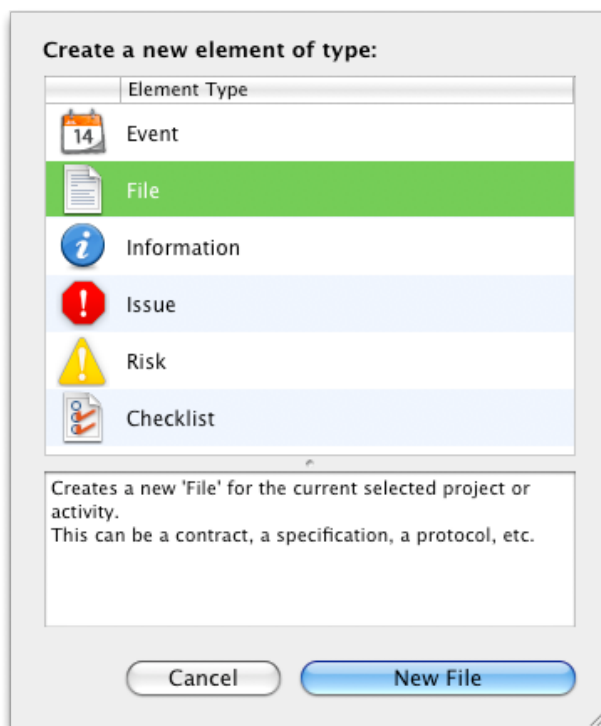 Create a new element of type:
Element Type
14
Event
File
Information
Issue
Risk
Checklist
Creates a new 'File' for the current selected project or
activity.
This can be a contract, a specification, a protocol, etc.
Cancel
New File